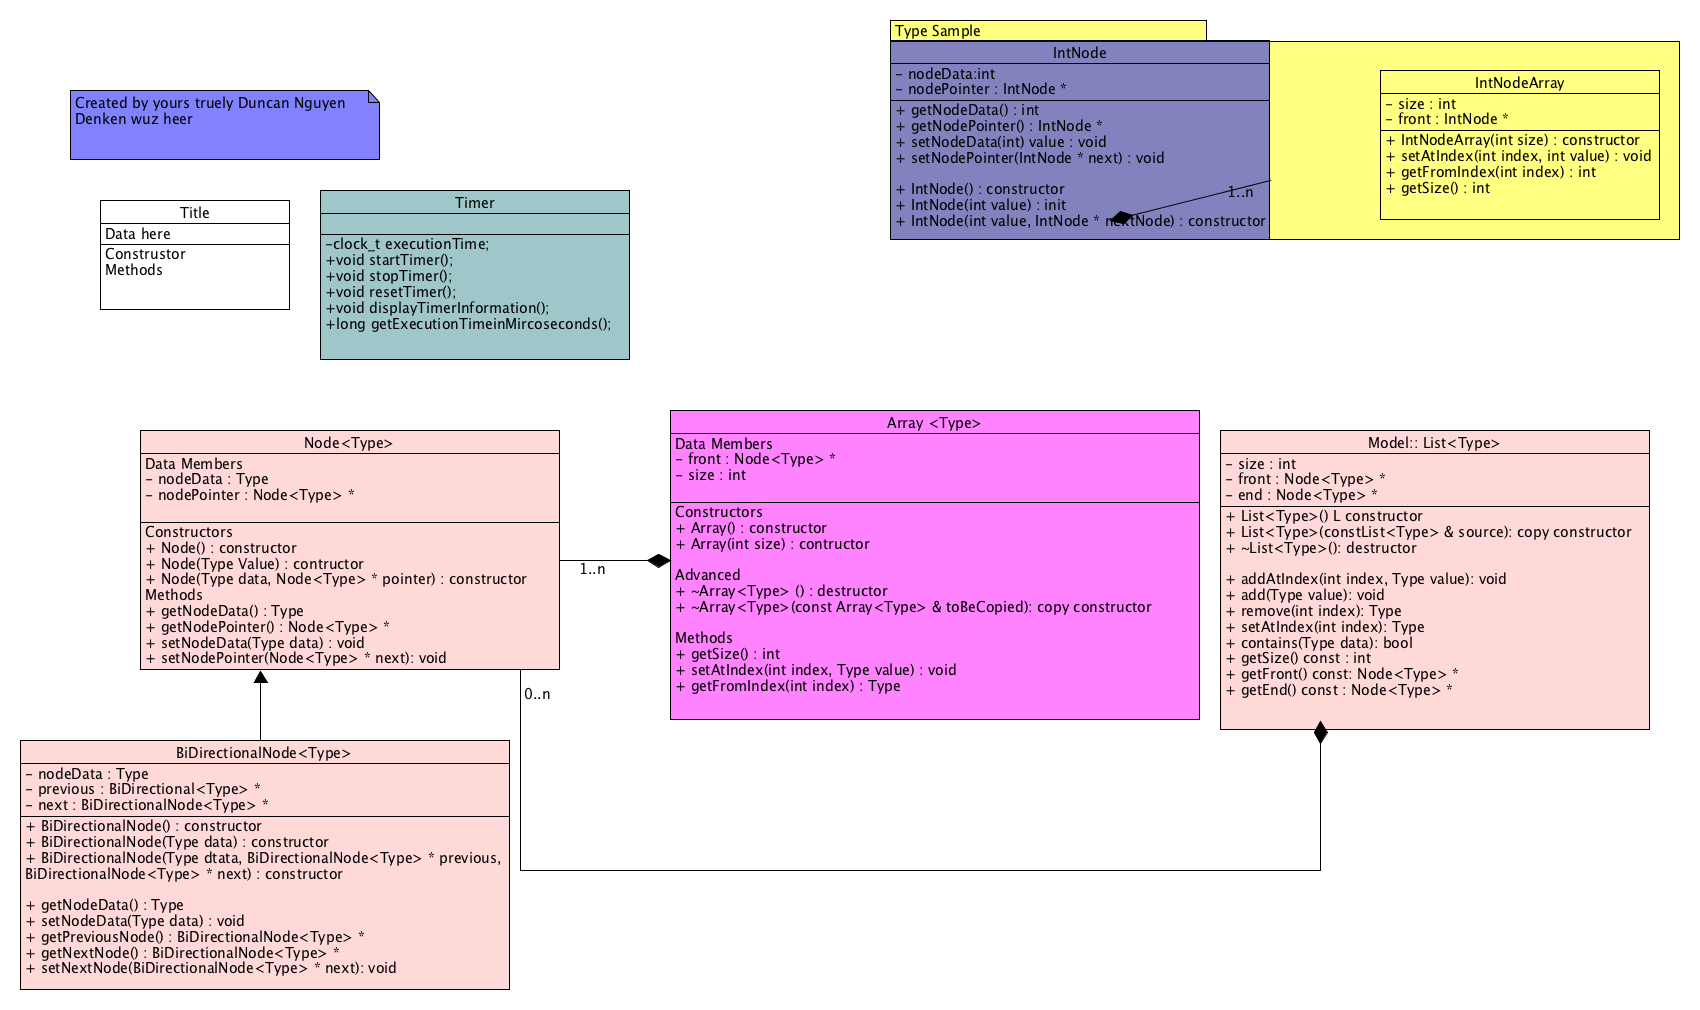 Type Sample
IntNode
- nodeData:int
- nodePointer : IntNode *
+ getNodeData() : int
+ getNodePointer() : IntNode *
+ setNodeData(int) value : void
+ setNodePointer(IntNode * next) : void
+ IntNode() : constructor
+ IntNode(int value) : init
+ IntNode(int value, IntNode * nextNode) : constructor
1..n
IntNodeArray
- size : int
- front : IntNode *
+ IntNodeArray(int size) : constructor
+ setAtIndex(int index, int value) : void
+ getFromIndex(int index) : int
+ getSize() : int
Created by yours truely Duncan Nguyen
Denken wuz heer
Title
Data here
Construstor
Methods
Timer
-clock_t executionTime;
+void startTimer();
+void stopTimer();
+void resetTimer();
+void displayTimerInformation();
+long getExecutionTimeinMircoseconds();
Node<Type>
Data Members
- nodeData : Type
- nodePointer : Node<Type> *
Constructors
+ Node() : constructor
+ Node(Type Value) : contructor
+ Node(Type data, Node<Type> * pointer) : constructor
Methods
+ getNodeData() : Type
+ getNodePointer() : Node<Type> *
+ setNodeData(Type data) : void
+ setNodePointer(Node<Type> * next): void
1..n
Array <Type>
Data Members
- front : Node<Type> *
- size : int
Constructors
+ Array() : constructor
+ Array(int size) : contructor
Advanced
+ ~Array<Type> () : destructor
+ ~Array<Type>(const Array<Type> & toBeCopied): copy constructor
Methods
+ getSize() : int
+ setAtIndex(int index, Type value) : void
+ getFromIndex(int index) : Type
Model:: List<Type>
- size : int
- front : Node<Type> *
- end : Node<Type> *
+ List<Type>() L constructor
+ List<Type>(constList<Type> & source): copy constructor
+ ~List<Type>(): destructor
+ addAtIndex(int index, Type value): void
+ add(Type value): void
+ remove(int index): Type
+ setAtIndex(int index): Type
+ contains(Type data): bool
+ getSize() const : int
+ getFront() const: Node<Type> *
+ getEnd() const : Node<Type> *
0..n
BiDirectionalNode<Type>
- nodeData : Type
- previous : BiDirectional<Type> *
- next : BiDirectionalNode<Type> *
+ BiDirectionalNode() : constructor
+ BiDirectionalNode(Type data) : constructor
+ BiDirectionalNode(Type dtata, BiDirectionalNode<Type> * previous,
BiDirectionalNode<Type> * next) : constructor
+ getNodeData() : Type
+ setNodeData(Type data) : void
+ getPreviousNode() : BiDirectionalNode<Type> *
+ getNextNode() : BiDirectionalNode<Type> *
+ setNextNode(BiDirectionalNode<Type> * next): void